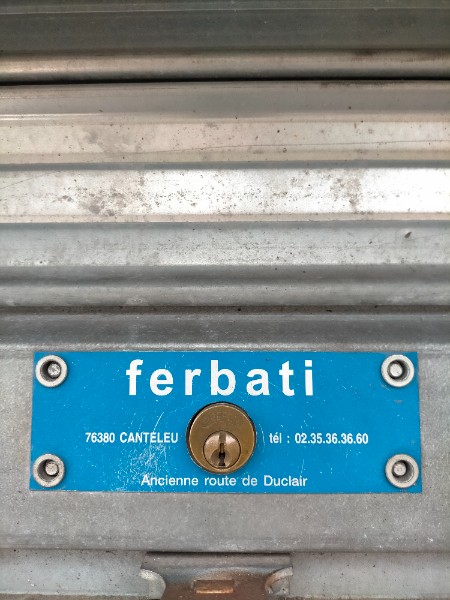 ferbati
76380 CANTELEU tél : 02.35.36.36.60
Ancienne route de Duclair